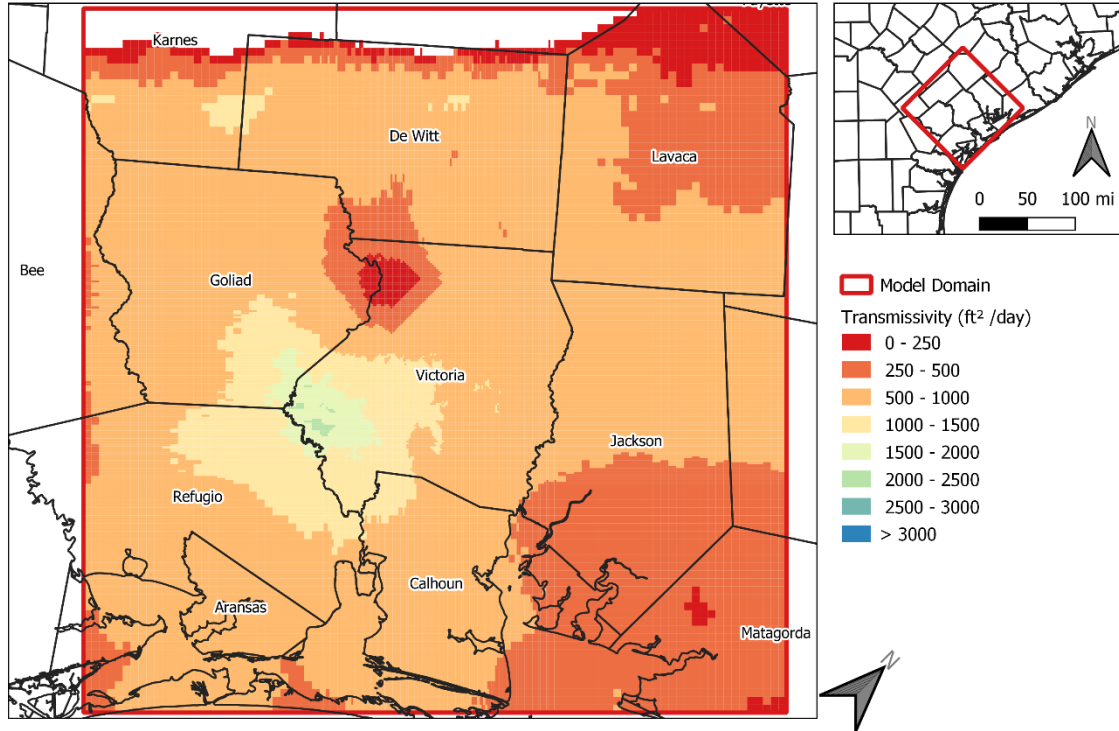 Karnes
De Witt
Lavaca
Bee
Goliad
Victoria
Jackson
Refugio
Calhoun
Aransas
Matagorda
N
0 50 100 mi
Model Domain
Transmissivity (ft² /day)
0 - 250
250 - 500
500 - 1000
1000 - 1500
1500 - 2000
2000 - 2500
2500 - 3000
> 3000
N